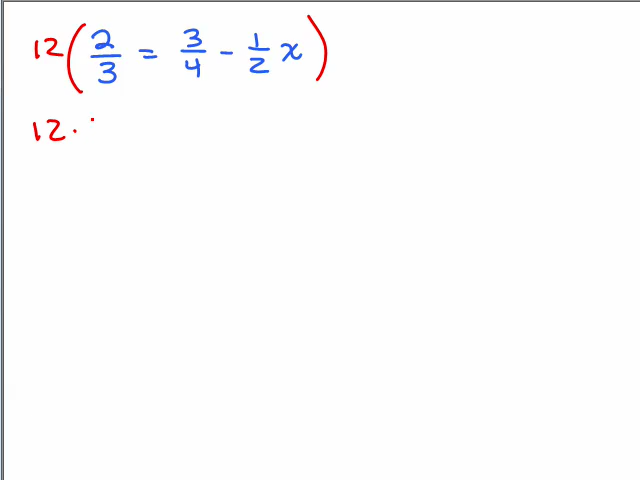 12(2/3 = 3/4 - 1/2 x)
12 ·